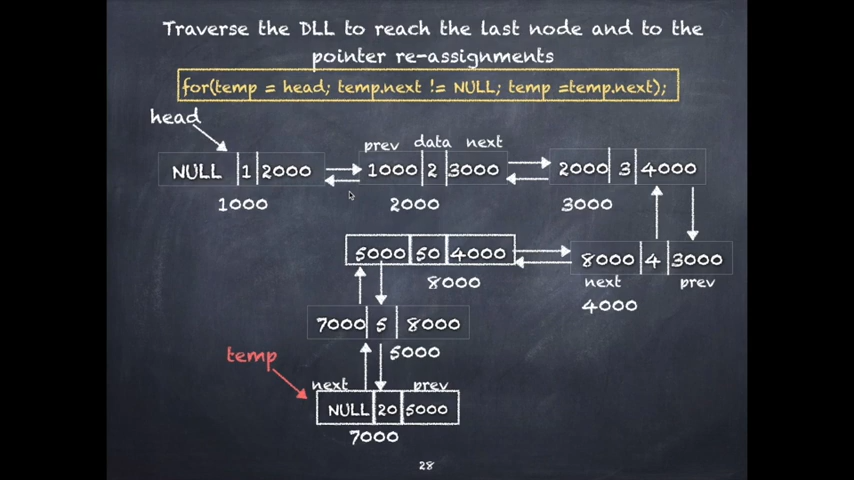 Traverse the DLL to reach the last node and to the
pointer re-assignments
for(temp = head; temp.next != NULL; temp =temp.next);
head
prev data next
NULL 1 2000
1000 2 3000
2000 3 4000
1000
2000
3000
5000 50 4000
8000 4 3000
8000
next
prev
4000
7000 5 8000
5000
temp
next
prev
NULL 20 5000
7000
28